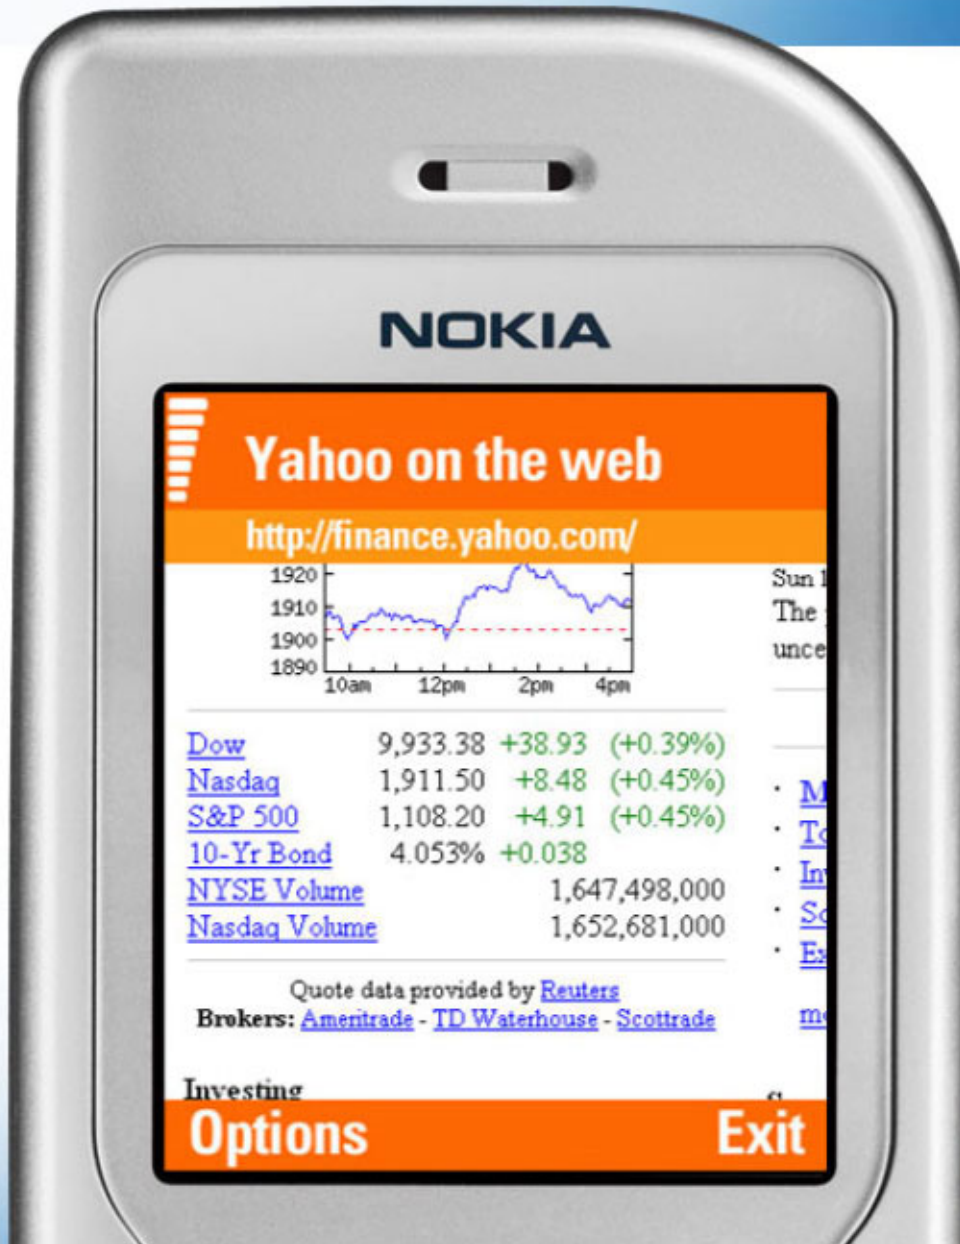 NOKIA
Yahoo on the web
http://finance.yahoo.com/
1920
1910
1900
1890
10am 12pm 2pm 4pm
Dow 9,933.38 +38.93 (+0.39%)
Nasdaq 1,911.50 +8.48 (+0.45%)
S&P 500 1,108.20 +4.91 (+0.45%)
10-Yr Bond 4.053% +0.038
NYSE Volume 1,647,498,000
Nasdaq Volume 1,652,681,000
Quote data provided by Reuters
Brokers: Ameritrade - TD Waterhouse - Scottrade
Investing
Sun
The
Options Exit